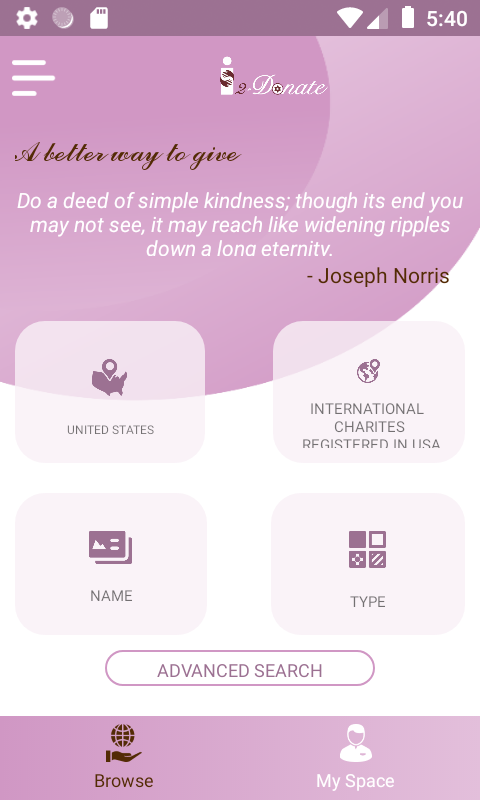 5:40
i2-Donate
A better way to give
Do a deed of simple kindness; though its end you
may not see, it may reach like widening ripples
down a long eternity.
- Joseph Norris
UNITED STATES
INTERNATIONAL
CHARITES
REGISTERED IN USA
NAME
TYPE
ADVANCED SEARCH
Browse
My Space